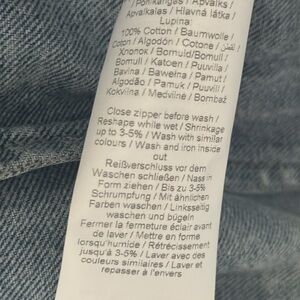 Apvalkalas / Hlavná látka /
Lupina:
100% Cotton / Baumwolle /
Coton / Algodón / Cotone / قطن /
Хлопок / Bomuld/Bomull /
Bomull / Katoen / Puuvilla /
Bavlna / Bawełna / Pamut /
Algodão / Pamuk / Puuvill /
Kokvilna / Medvilnė / Bombaž
Close zipper before wash /
Reshape while wet / Shrinkage
up to 3-5% / Wash with similar
colours / Wash and iron inside
out
Reißverschluss vor dem
Waschen schließen / Nass in
Form ziehen / Bis zu 3-5%
Schrumpfung / Mit ähnlichen
Farben waschen / Linksseitig
waschen und bügeln
Fermer la fermeture éclair avant
de laver / Mettre en forme
lorsqu'humide / Rétrécissement
jusqu'à 3-5% / Laver avec des
couleurs similaires / Laver et
repasser à l'envers